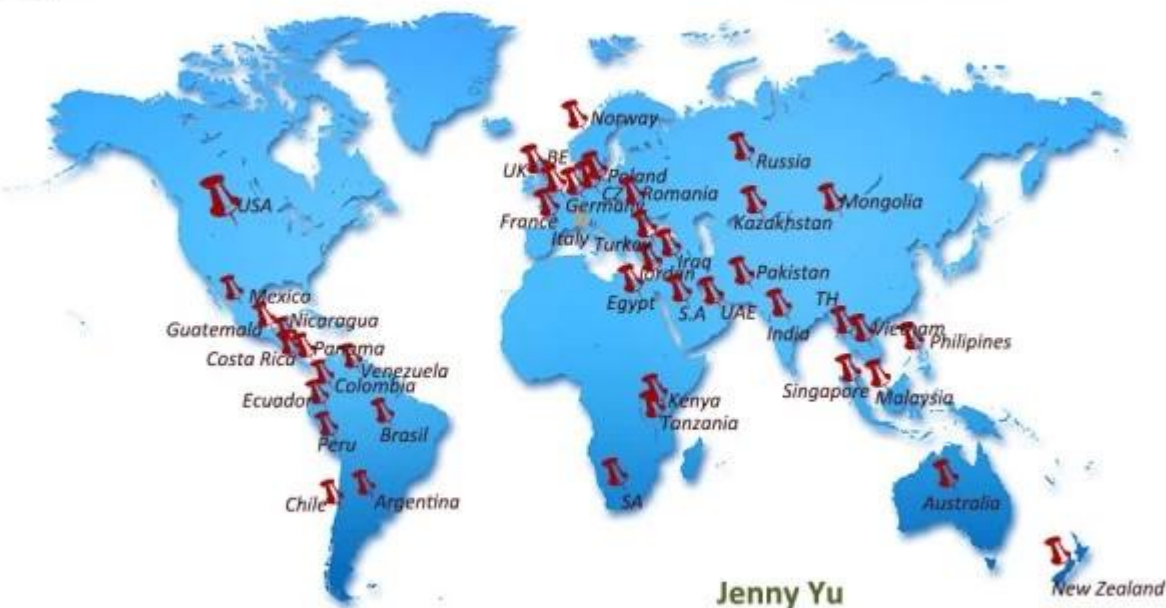 Norway
BE
UK
Poland
Russia
CZ
Romania
Mongolia
USA
Germany
France
Kazakhstan
Italy
Turkey
Iraq
Jordan
Pakistan
Egypt
S.A
UAE
Mexico
TH
India
Nicaragua
Guatemala
Vietnam
Philipines
Costa Rica
Panama
Venezuela
Singapore
Malaysia
Colombia
Ecuador
Kenya
Tanzania
Brasil
Peru
Chile
Argentina
SA
Australia
New Zealand
Jenny Yu